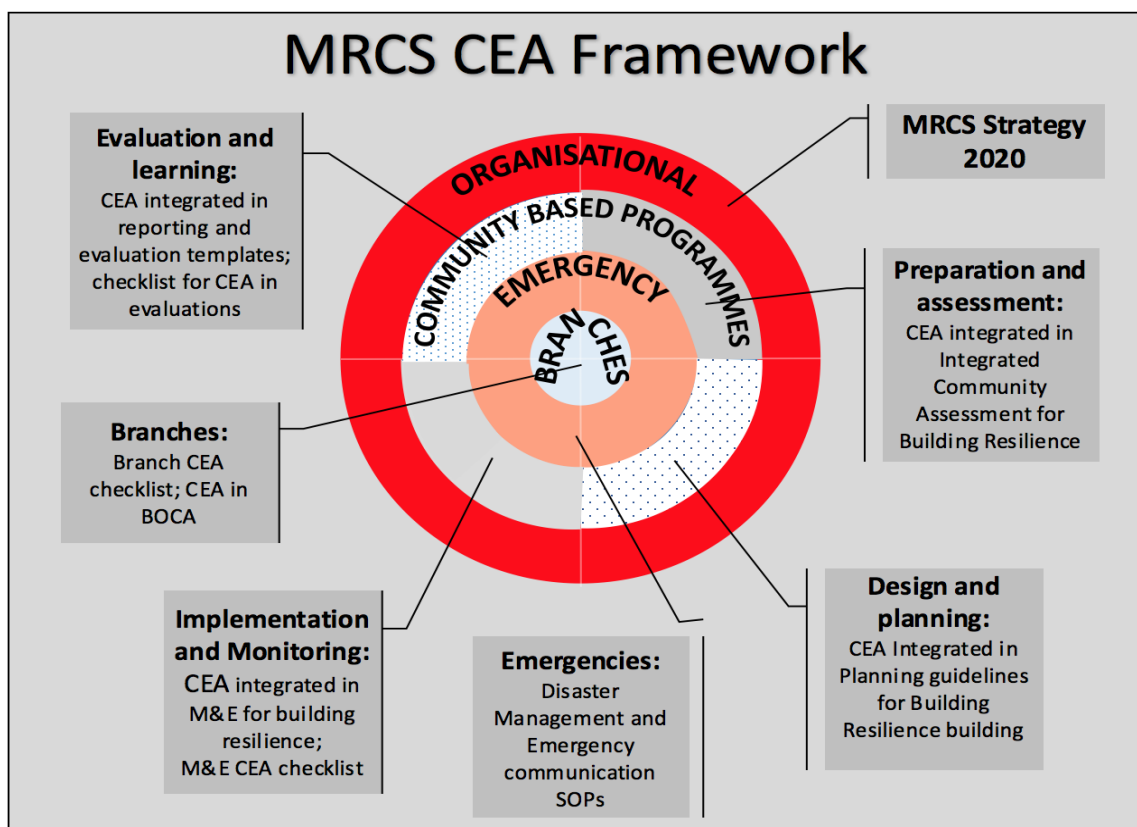 MRCS CEA Framework
Evaluation and
learning:
CEA integrated in
reporting and
evaluation templates;
checklist for CEA in
evaluations
MRCS Strategy
2020
ORGANISATIONAL
COMMUNITY BASED PROGRAMMES
EMERGENCY
BRANCHES
Preparation and
assessment:
CEA integrated in
Integrated
Community
Assessment for
Building Resilience
Branches:
Branch CEA
checklist; CEA in
BOCA
Implementation
and Monitoring:
CEA integrated in
M&E for building
resilience;
M&E CEA checklist
Emergencies:
Disaster
Management and
Emergency
communication
SOPs
Design and
planning:
CEA Integrated in
Planning guidelines
for Building
Resilience building